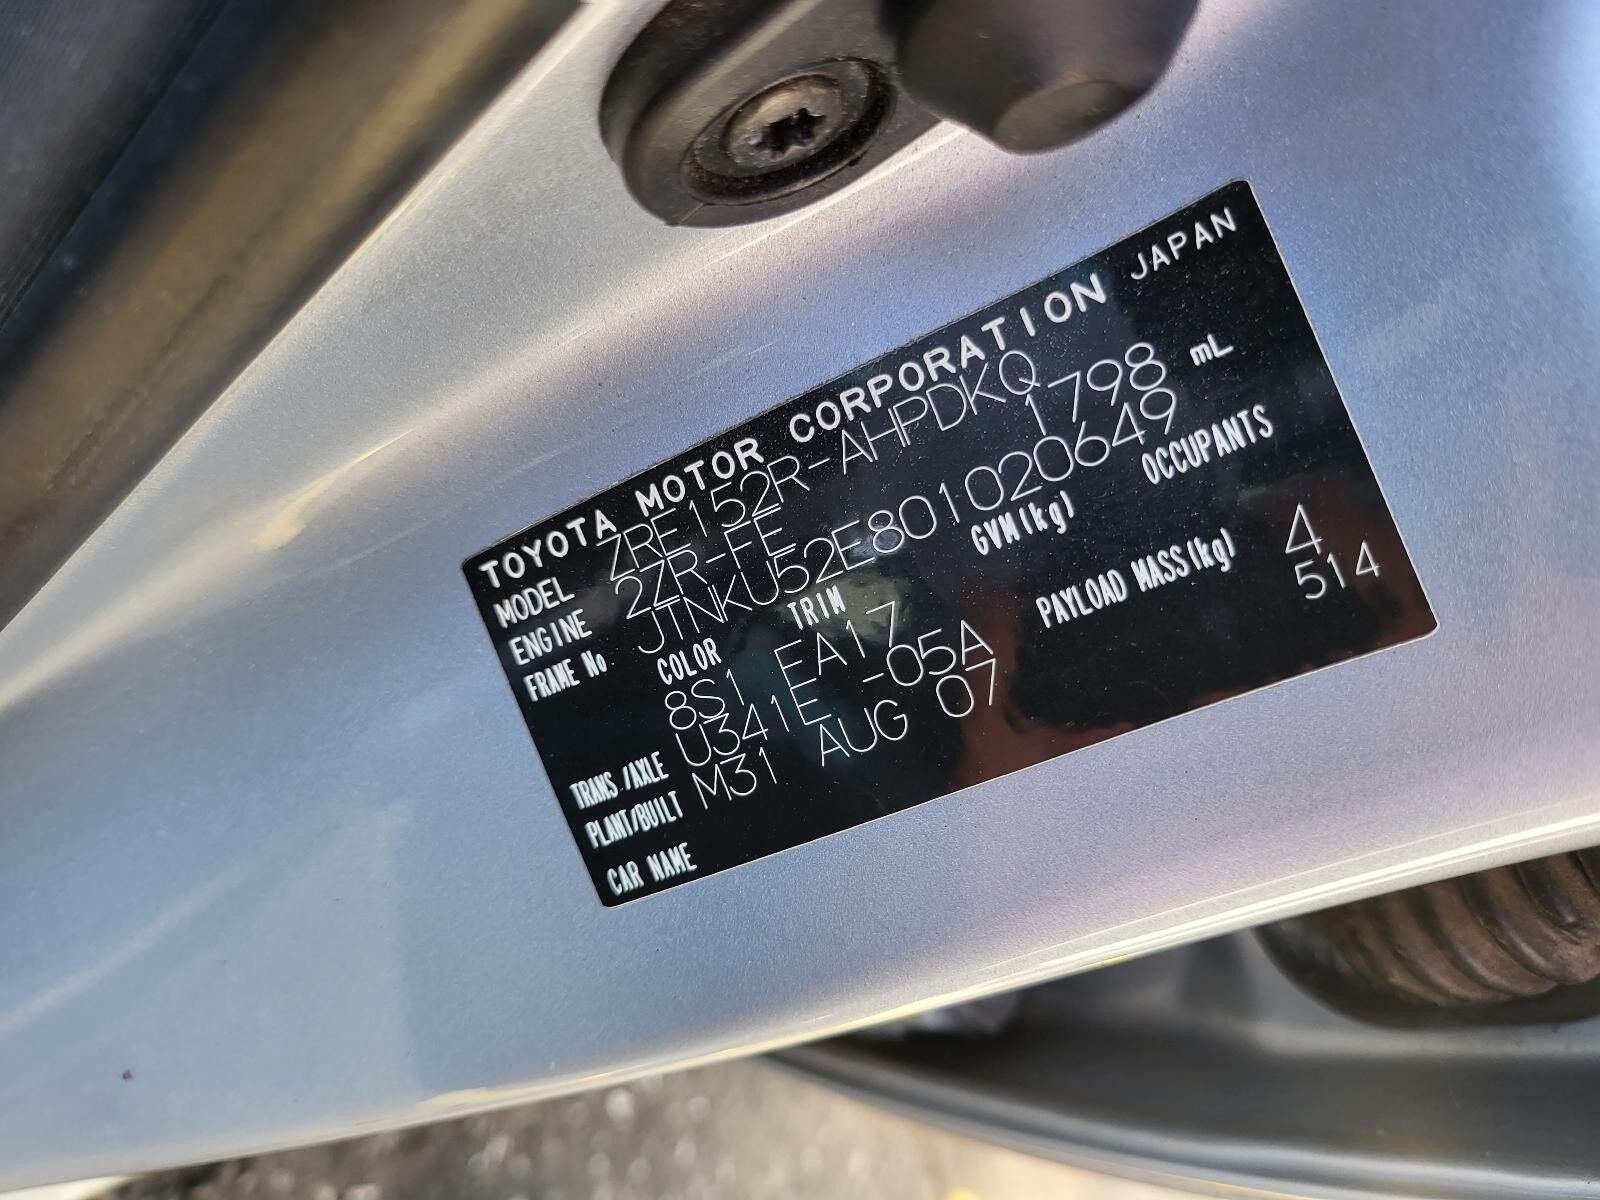 TOYOTA MOTOR CORPORATION JAPAN
MODEL ZRE152R-AHPDKQ
ENGINE 2ZR-FE 1798 mL
FRAME No JTNKU52E801020649
COLOR TRIM GVM(kg) OCCUPANTS
8S1 EA17 4
TRANS./AXLE U341E -05A PAYLOAD MASS(kg) 514
PLANT/BUILT M31 AUG 07
CAR NAME